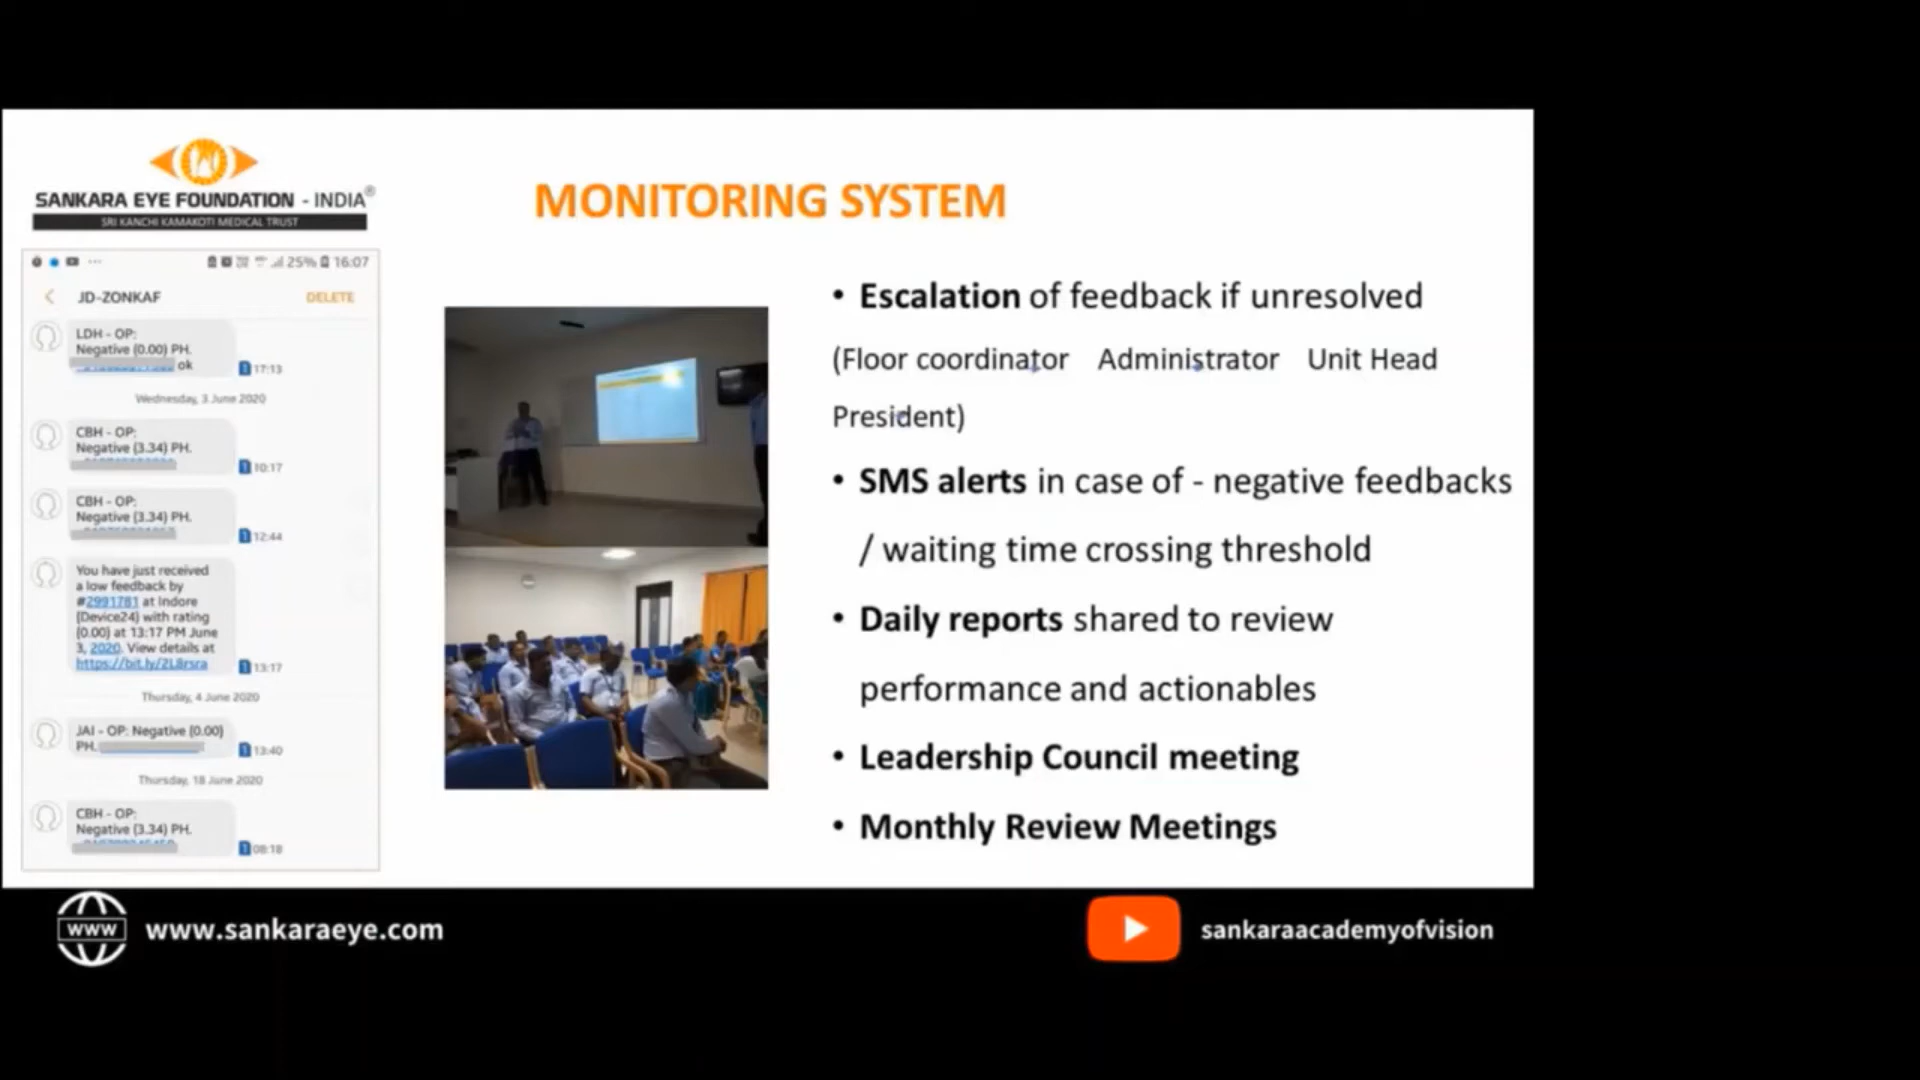 SANKARA EYE FOUNDATION - INDIA®
SRI KANCHI KAMAKOTI MEDICAL TRUST
MONITORING SYSTEM
25% 16:07
JD-ZONKAF
DELETE
LDH - OP:
Negative (0.00) PH.
ok
17:13
Wednesday, 3 June 2020
CBH - OP:
Negative (3.34) PH.
10:17
CBH - OP:
Negative (3.34) PH.
12:44
You have just received
a low feedback by
#2991781 at Indore
(Device24) with rating
(0.00) at 13:17 PM June
3, 2020. View details at
https://bit.ly/2L8rsra
13:17
Thursday, 4 June 2020
JAI - OP: Negative (0.00)
PH.
13:40
Thursday, 18 June 2020
CBH - OP:
Negative (3.34) PH.
08:18
• Escalation of feedback if unresolved
(Floor coordinator Administrator Unit Head
President)
• SMS alerts in case of - negative feedbacks
/ waiting time crossing threshold
• Daily reports shared to review
performance and actionables
• Leadership Council meeting
• Monthly Review Meetings
www
www.sankaraeye.com
sankaraacademyofvision